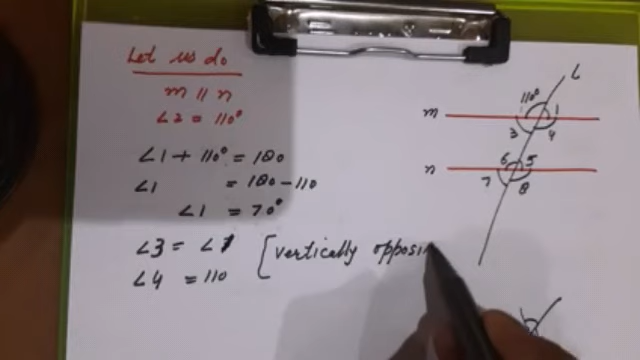 Let us do
m || n
∠2 = 110°
∠1 + 110° = 180
∠1 = 180 - 110
∠1 = 70°
∠3 = ∠1 [vertically opposi
∠4 = 110
l
110° 1
m
3 4
6 5
n
7 8